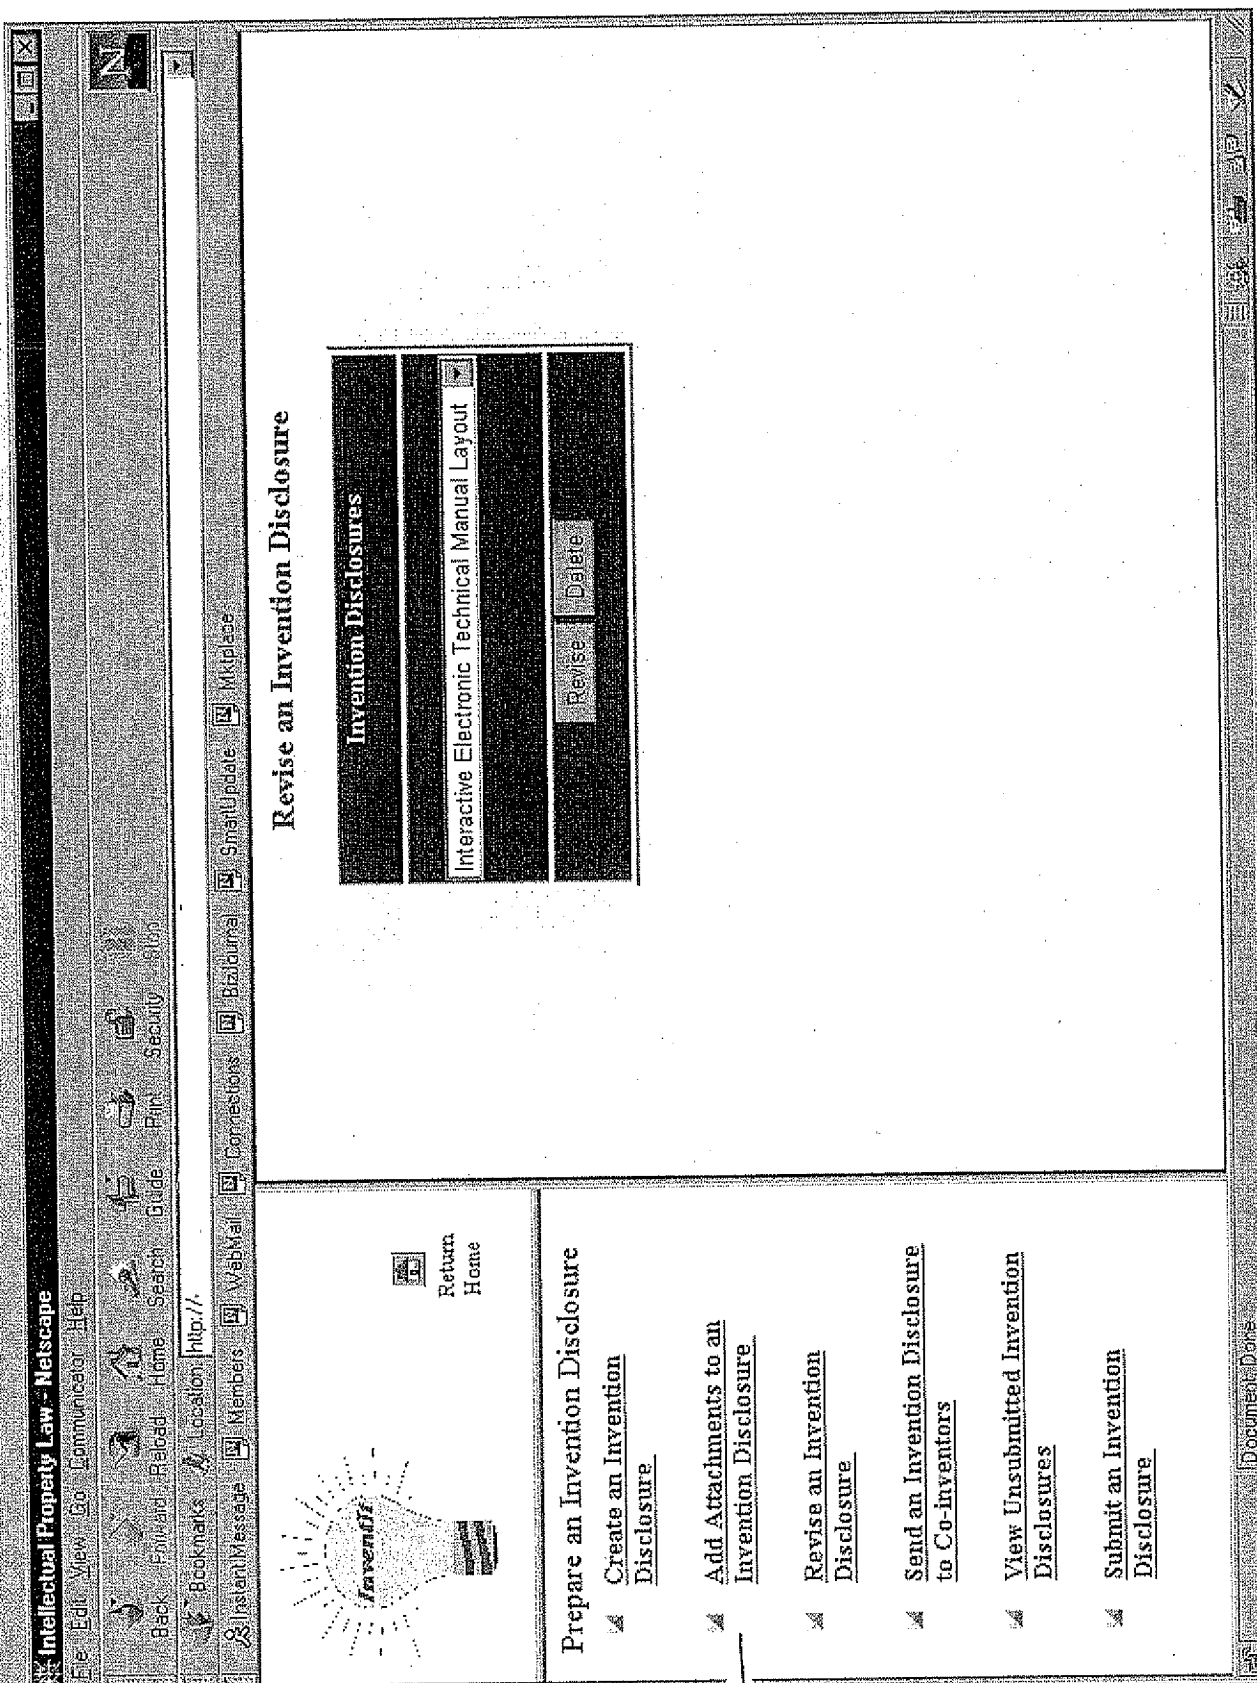 Intellectual Property Law - Netscape
File Edit View Go Communicator Help
Back Forward Reload Home Search Guide Print Security Stop
Bookmarks Location http://
Instant Message Members WebMail Connections BizJournal SmartUpdate Mktplace
InventIt
Return
Home
Prepare an Invention Disclosure
Create an Invention
Disclosure
Add Attachments to an
Invention Disclosure
Revise an Invention
Disclosure
Send an Invention Disclosure
to Co-inventors
View Unsubmitted Invention
Disclosures
Submit an Invention
Disclosure
Revise an Invention Disclosure
Invention Disclosures
Interactive Electronic Technical Manual Layout
Revise Delete
Document: Done